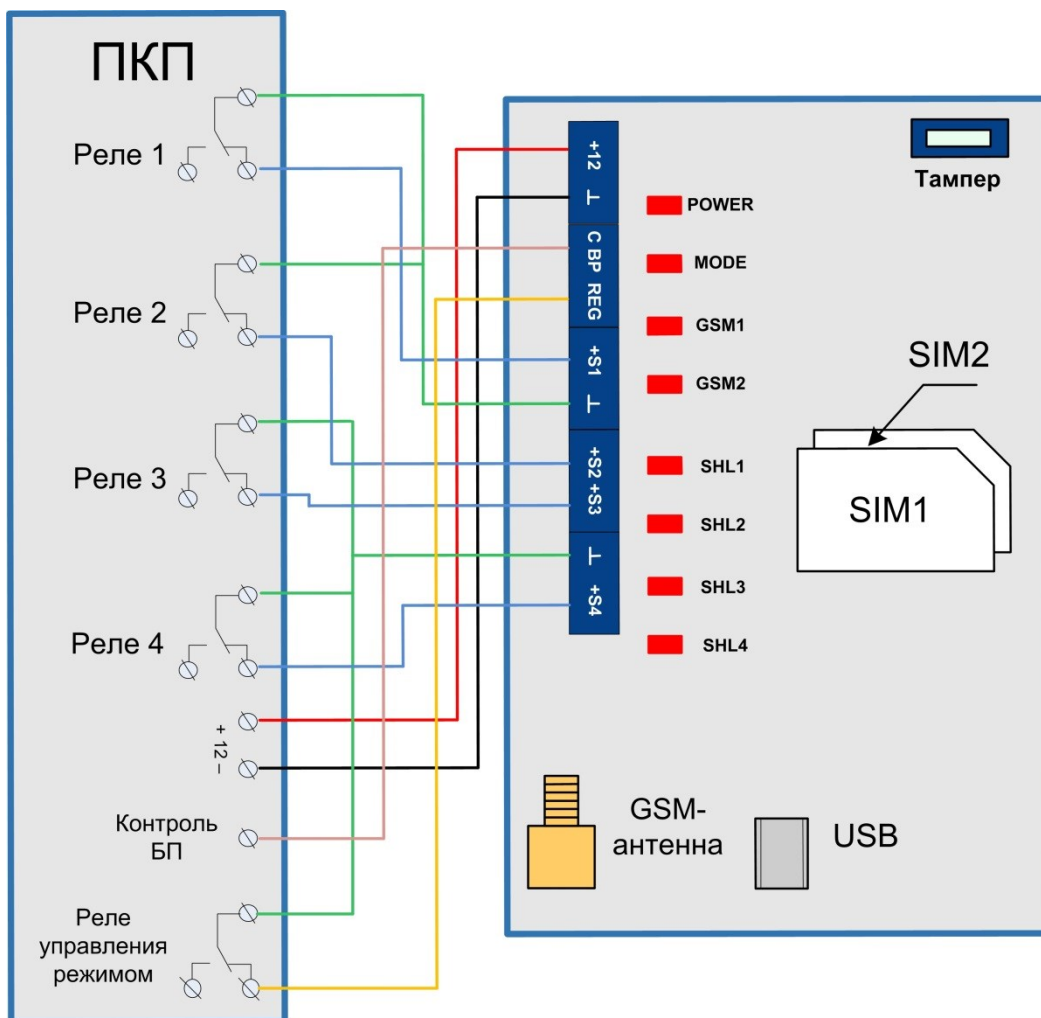 ПКП
Реле 1
Реле 2
Реле 3
Реле 4
+ 12 –
Контроль
БП
Реле
управления
режимом
+12
⊥
C
BP
REG
+S1
⊥
+S2
+S3
⊥
+S4
POWER
MODE
GSM1
GSM2
SHL1
SHL2
SHL3
SHL4
Тампер
SIM2
SIM1
GSM-
антенна
USB